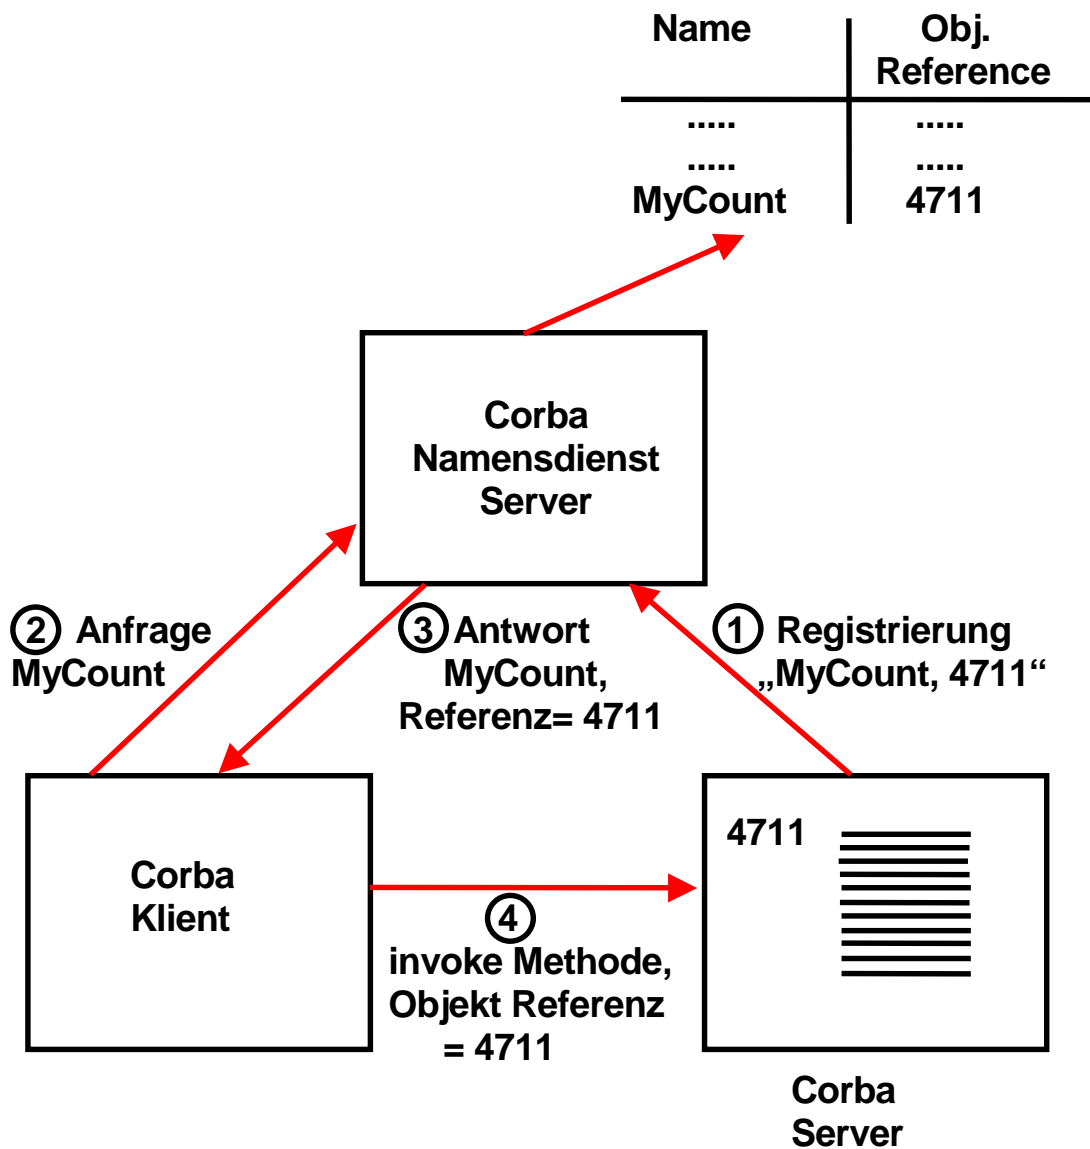 Name
Obj.
Reference
..... .....
..... .....
MyCount 4711
Corba
Namensdienst
Server
2 Anfrage
MyCount
3 Antwort
MyCount,
Referenz= 4711
1 Registrierung
„MyCount, 4711“
Corba
Klient
4
invoke Methode,
Objekt Referenz
= 4711
4711
Corba
Server